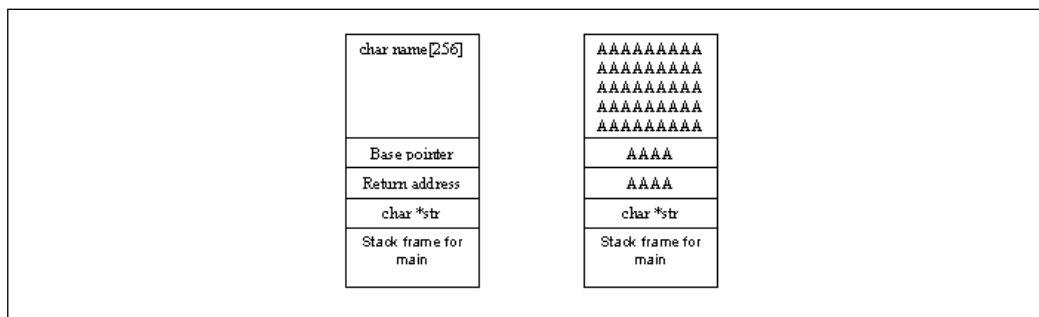 char name[256]
Base pointer
Return address
char *str
Stack frame for
main
AAAAAAAAA
AAAAAAAAA
AAAAAAAAA
AAAAAAAAA
AAAAAAAAA
AAAA
AAAA
char *str
Stack frame for
main